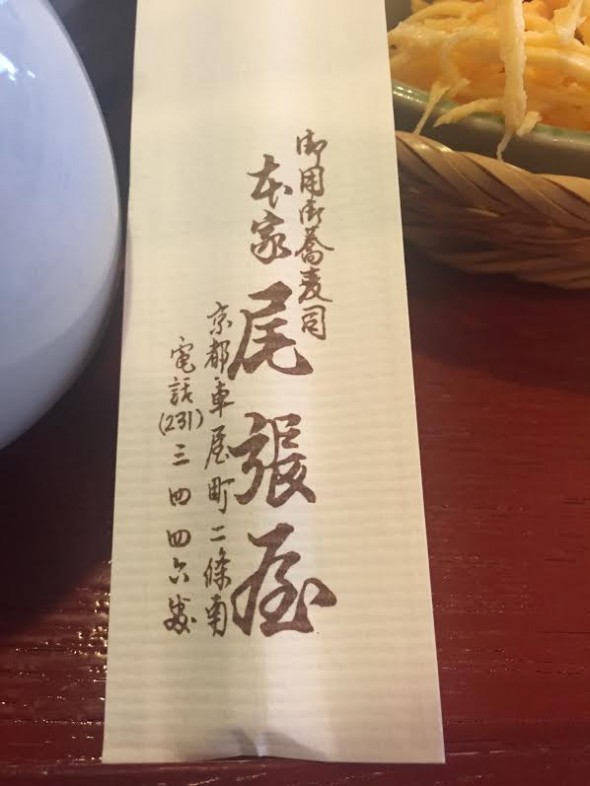 御用御蕎麦司
本家尾張屋
京都車屋町二條南
電話(231)三四四六番